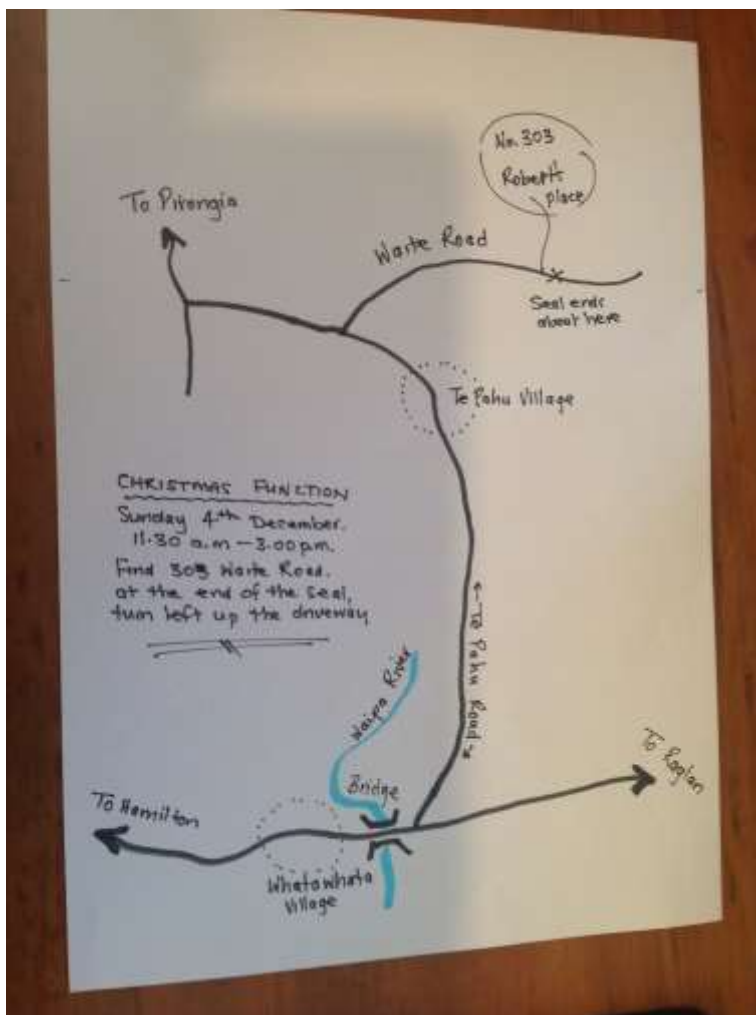 No. 303
Robert's
place
To Pirongia
Waite Road
Seal ends
about here
Te Pahu Village
CHRISTMAS FUNCTION
Sunday 4th December.
11.30 a.m – 3.00 pm.
Find 303 Waite Road.
at the end of the seal,
turn left up the driveway
← Te Pahu Road →
Waipa River
Bridge
To Raglan
To Hamilton
Whatawhata
Village